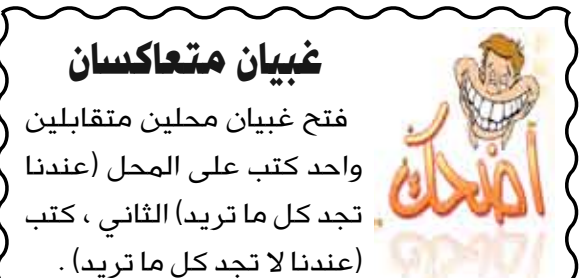 غبيان متعاكسان
فتح غبيان محلين متقابلين
واحد كتب على المحل (عندنا
تجد كل ما تريد) الثاني ، كتب
(عندنا لا تجد كل ما تريد) .
أضحك